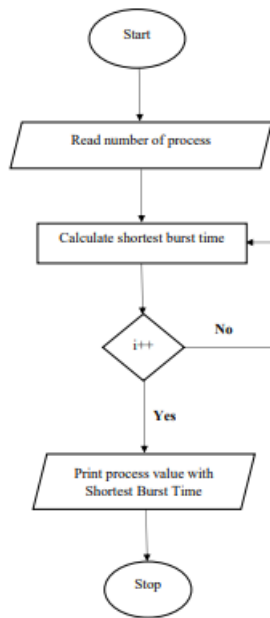 Start
Read number of process
Calculate shortest burst time
No
i++
Yes
Print process value with
Shortest Burst Time
Stop